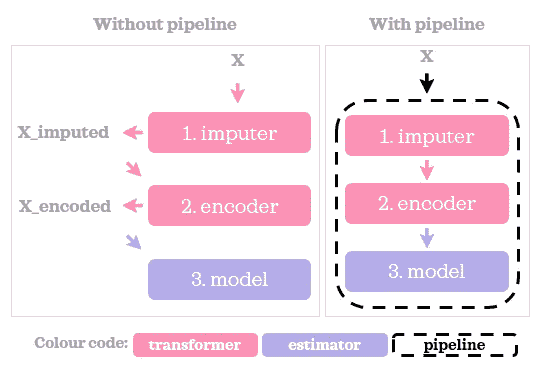 Without pipeline
X
1. imputer
X_imputed
2. encoder
X_encoded
3. model
With pipeline
X
1. imputer
2. encoder
3. model
Colour code: transformer estimator pipeline